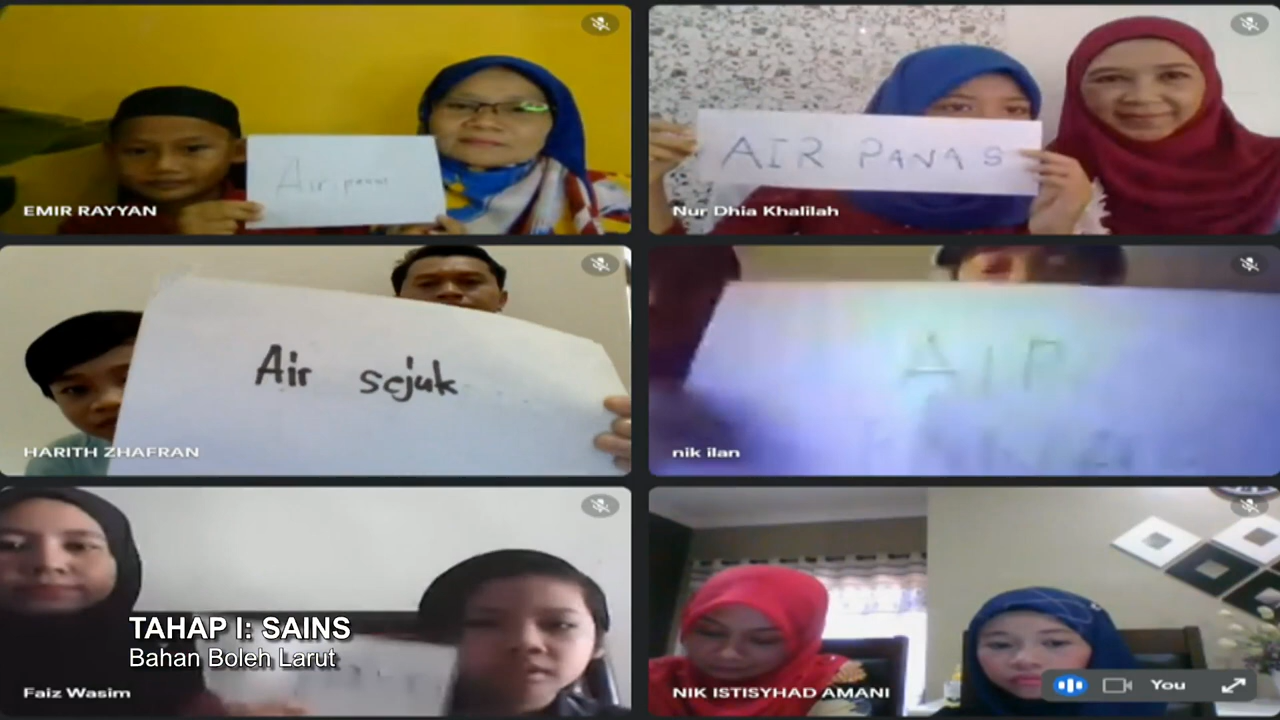 Air panas
EMIR RAYYAN
AIR PANAS
Nur Dhia Khalilah
Air sejuk
HARITH ZHAFRAN
AIR
nik ilan
TAHAP I: SAINS
Bahan Boleh Larut
Faiz Wasim
NIK ISTISYHAD AMANI
You